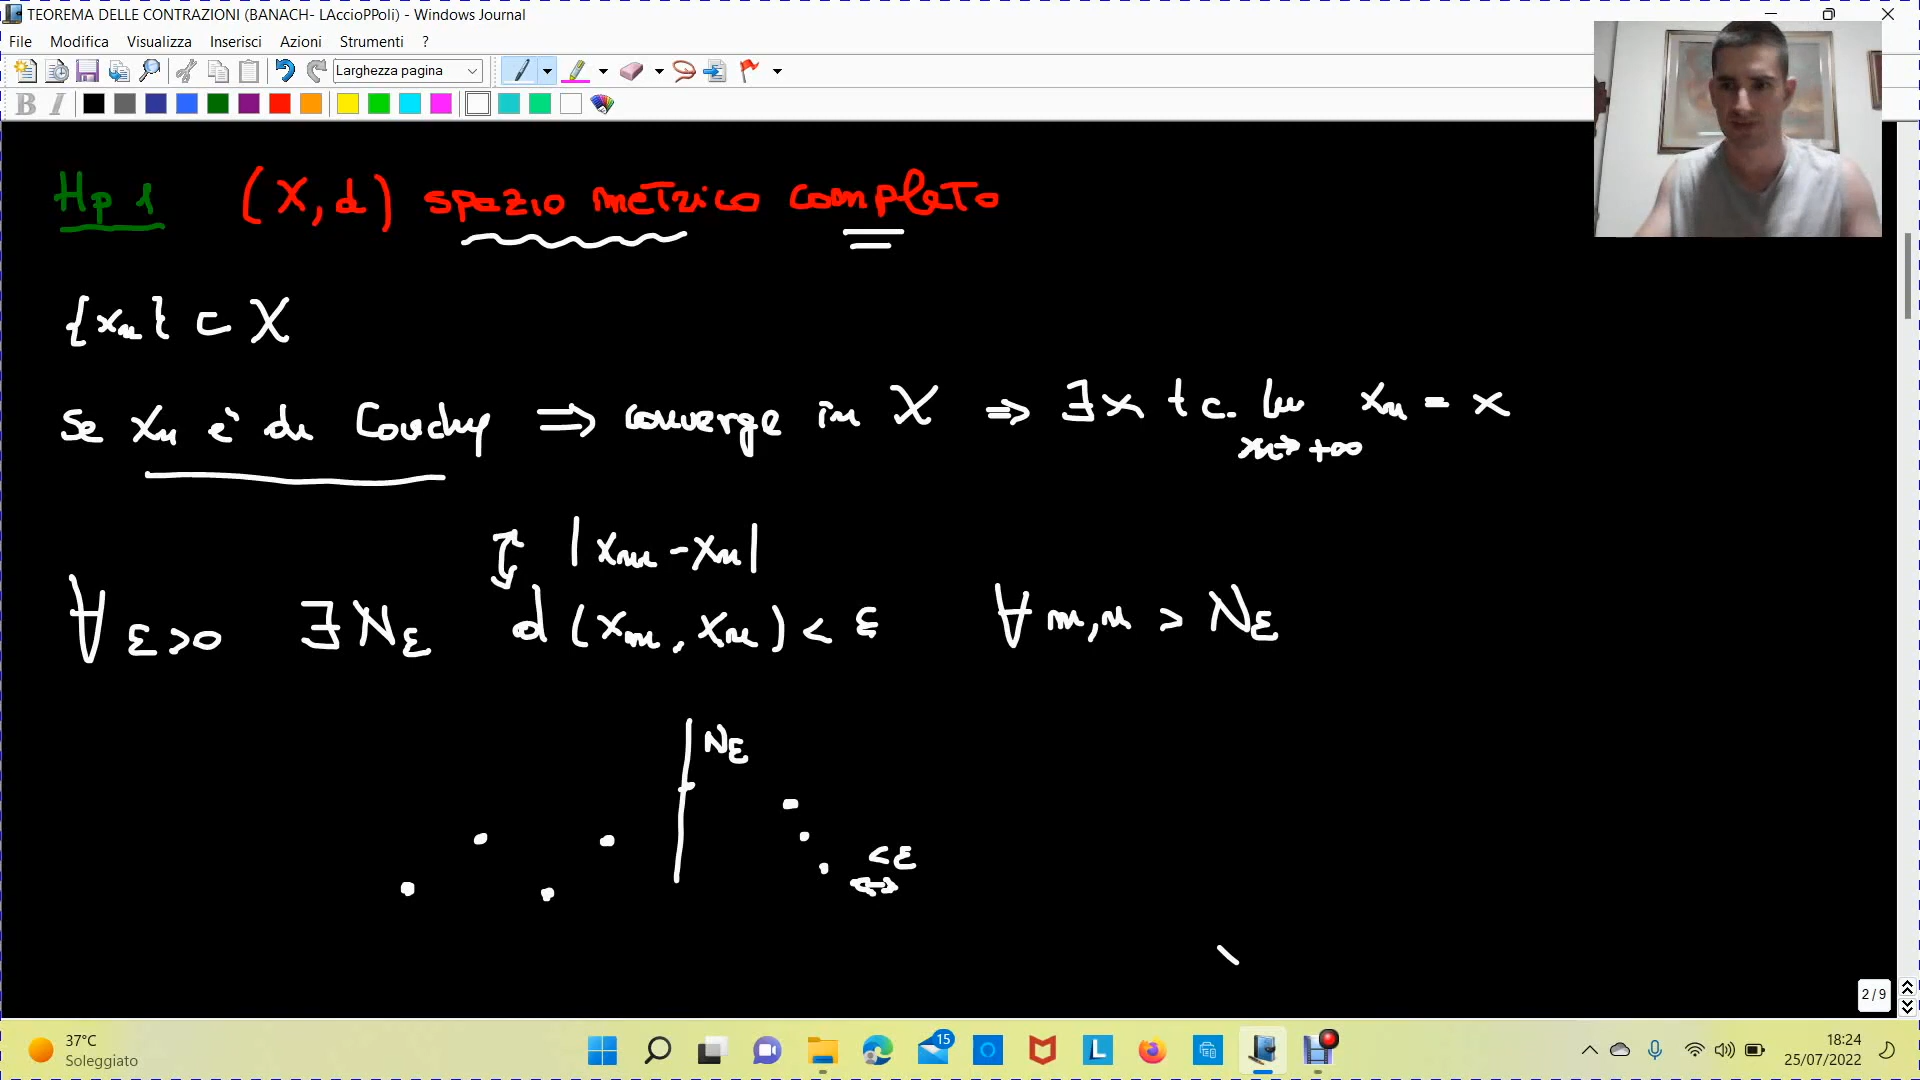 TEOREMA DELLE CONTRAZIONI (BANACH- LAccioPPoli) - Windows Journal
File Modifica Visualizza Inserisci Azioni Strumenti ?
Larghezza pagina
B I
Hp 1 (X,d) spazio metrico completo
{xn} ⊂ X
se xn è di Cauchy ⇒ converge in X ⇒ ∃x t c. lim xn = x
n→+∞
|xm - xn|
∀ ε>0 ∃Nε d(xm, xn) < ε ∀ m,n > Nε
Nε
<ε
2 / 9
37°C
Soleggiato
15
18:24
25/07/2022